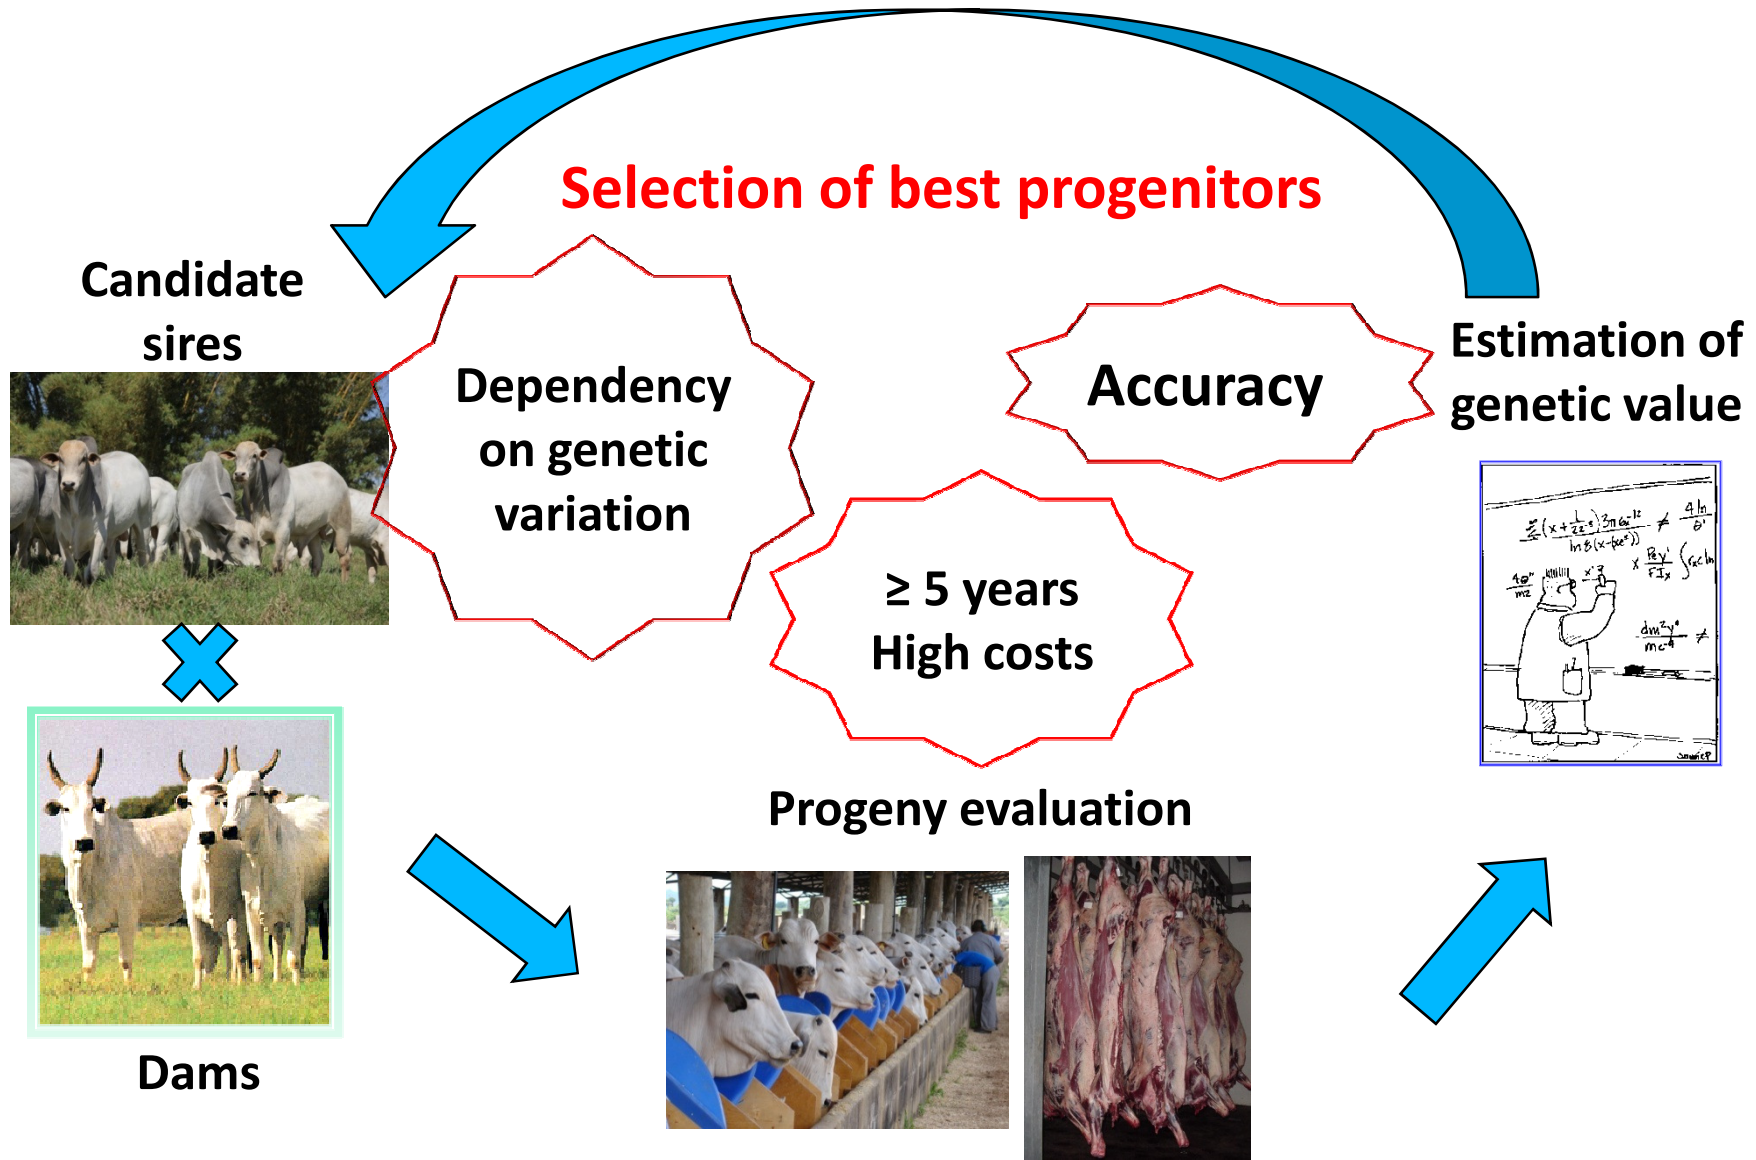 Selection of best progenitors
Candidate
sires
Dependency
on genetic
variation
Accuracy
Estimation of
genetic value
≥ 5 years
High costs
Progeny evaluation
Dams